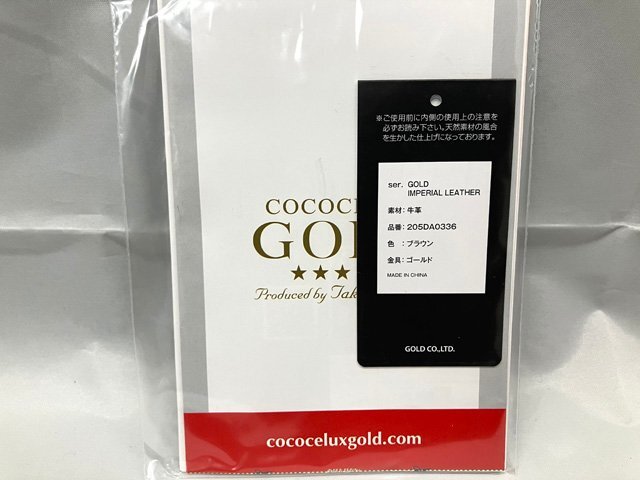 ※ご使用前に内側の使用上の注意を
必ずお読み下さい。天然素材の風合
を生かした仕上げになっております。
ser. GOLD
IMPERIAL LEATHER
素材：牛革
品番：205DA0336
色 ：ブラウン
金具：ゴールド
MADE IN CHINA
GOLD CO.,LTD.
COCOCE
GOL
★★★
Produced by Tak
cococeluxgold.com